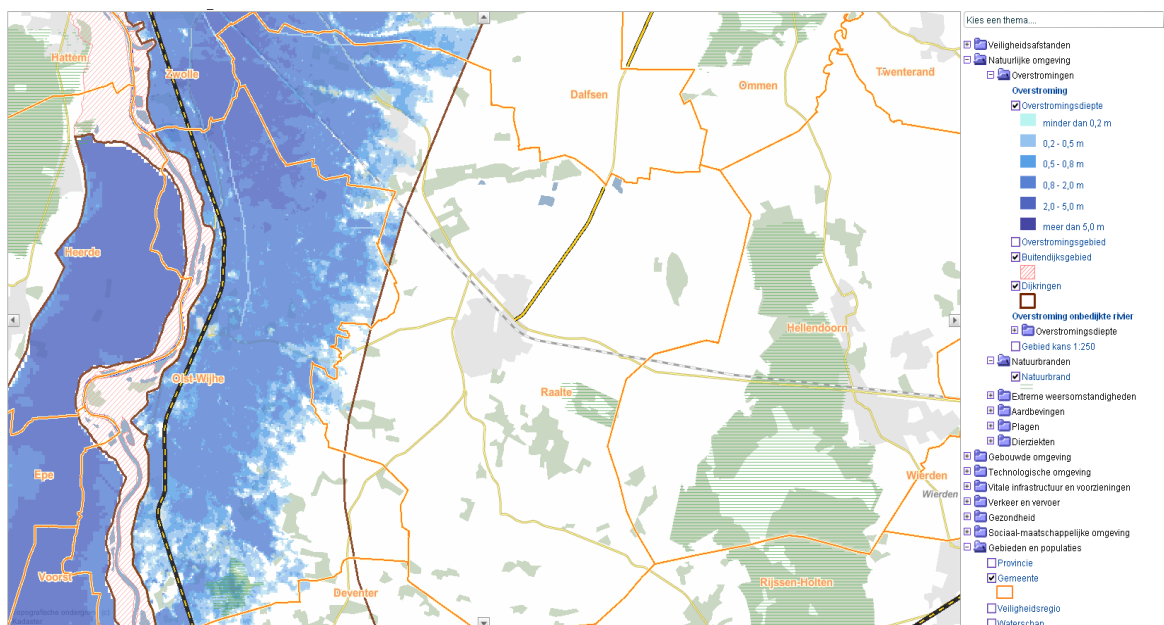 Hattem
Zwolle
Dalfsen
Ommen
Twenterand
Heerde
Olst-Wijhe
Hellendoorn
Raalte
Epe
Wierden
Wierden
Voorst
Deventer
Rijssen-Holten
topografische ondergrond (c)
Kadaster
Kies een thema....
Veiligheidsafstanden
Natuurlijke omgeving
Overstromingen
Overstroming
Overstromingsdiepte
minder dan 0,2 m
0,2 - 0,5 m
0,5 - 0,8 m
0,8 - 2,0 m
2,0 - 5,0 m
meer dan 5,0 m
Overstromingsgebied
Buitendijksgebied
Dijkringen
Overstroming onbedijkte rivier
Overstromingsdiepte
Gebied kans 1:250
Natuurbranden
Natuurbrand
Extreme weersomstandigheden
Aardbevingen
Plagen
Dierziekten
Gebouwde omgeving
Technologische omgeving
Vitale infrastructuur en voorzieningen
Verkeer en vervoer
Gezondheid
Sociaal-maatschappelijke omgeving
Gebieden en populaties
Provincie
Gemeente
Veiligheidsregio
Waterschap